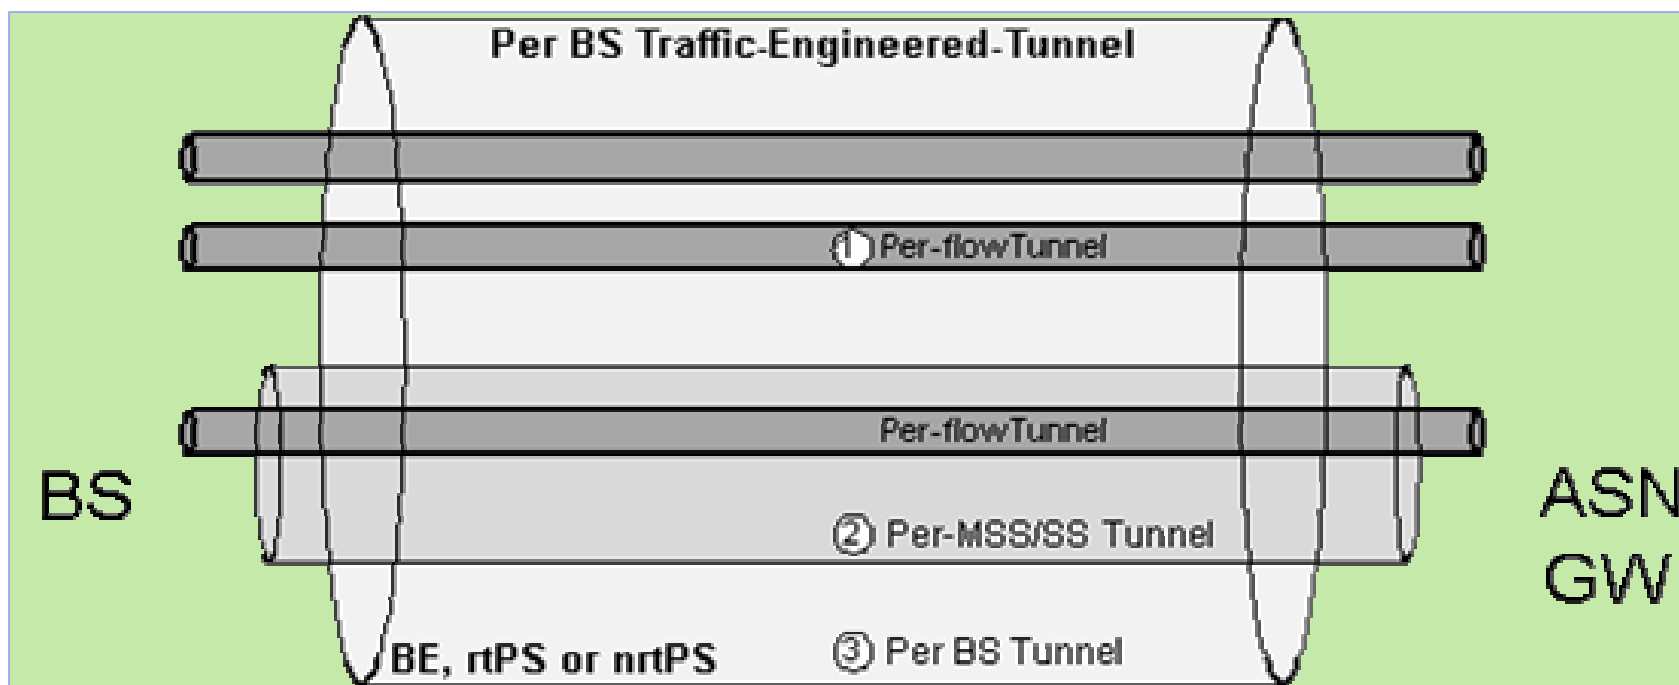 Per BS Traffic-Engineered-Tunnel
① Per-flowTunnel
Per-flowTunnel
BS
ASN
GW
② Per-MSS/SS Tunnel
BE, rtPS or nrtPS
③ Per BS Tunnel